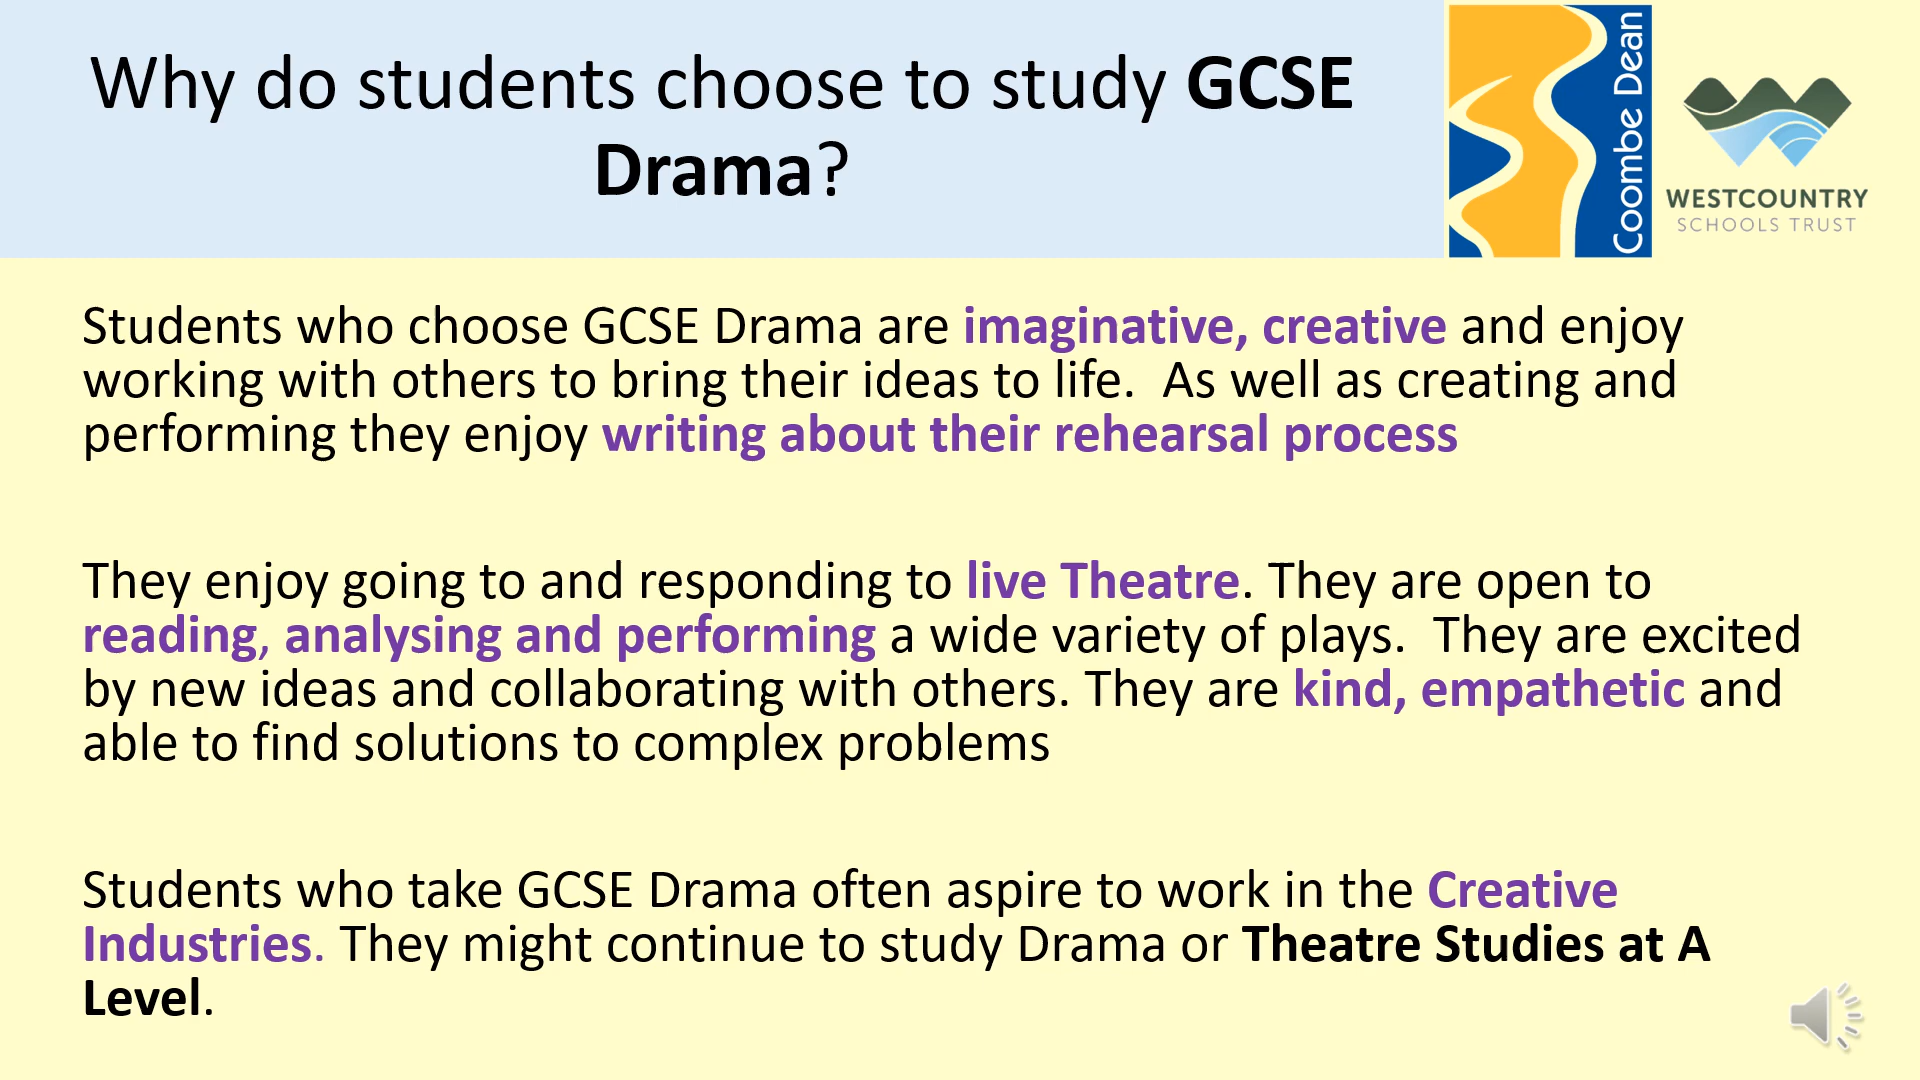 Why do students choose to study GCSE
Drama?
Coombe Dean
WESTCOUNTRY
SCHOOLS TRUST
Students who choose GCSE Drama are imaginative, creative and enjoy
working with others to bring their ideas to life.  As well as creating and
performing they enjoy writing about their rehearsal process
They enjoy going to and responding to live Theatre. They are open to
reading, analysing and performing a wide variety of plays.  They are excited
by new ideas and collaborating with others. They are kind, empathetic and
able to find solutions to complex problems
Students who take GCSE Drama often aspire to work in the Creative
Industries. They might continue to study Drama or Theatre Studies at A
Level.